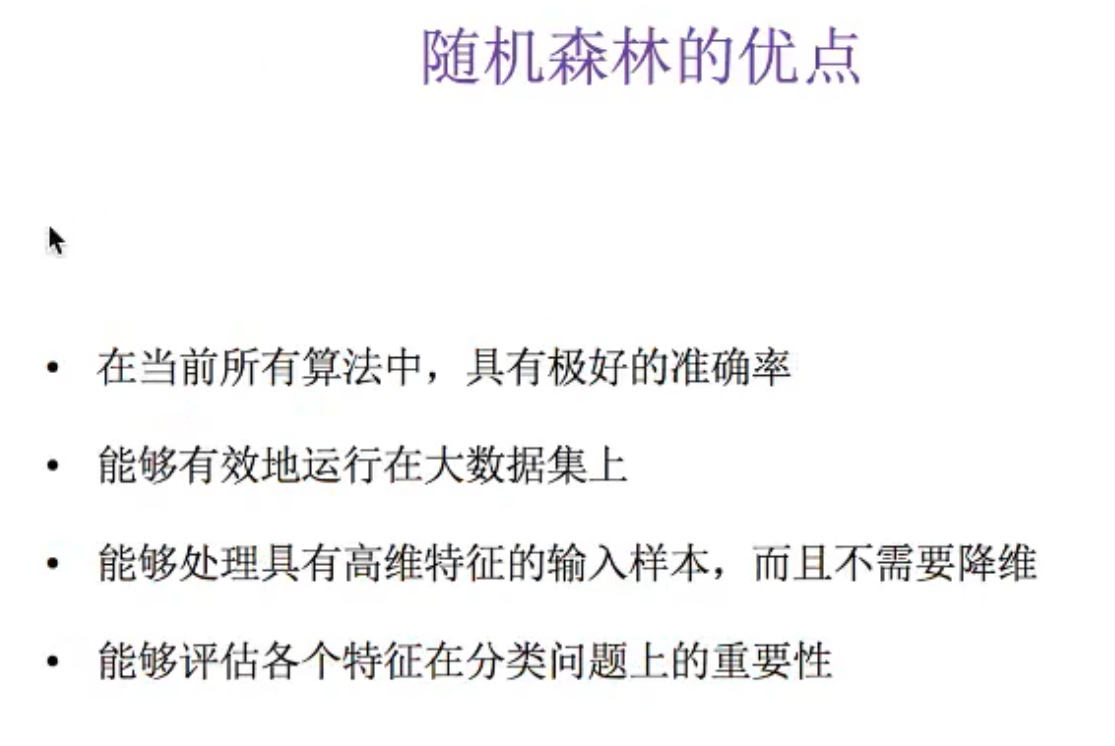 随机森林的优点
• 在当前所有算法中，具有极好的准确率
• 能够有效地运行在大数据集上
• 能够处理具有高维特征的输入样本，而且不需要降维
• 能够评估各个特征在分类问题上的重要性